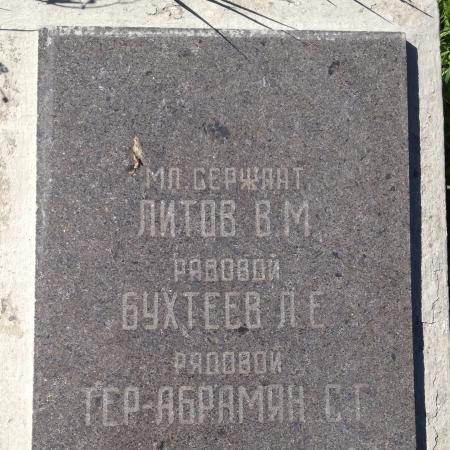 МЛ. СЕРЖАНТ
ЛИТОВ В.М.
РЯДОВОЙ
БУХТЕЕВ Л.Е.
РЯДОВОЙ
ТЕР-АБРАМЯН С.Г.